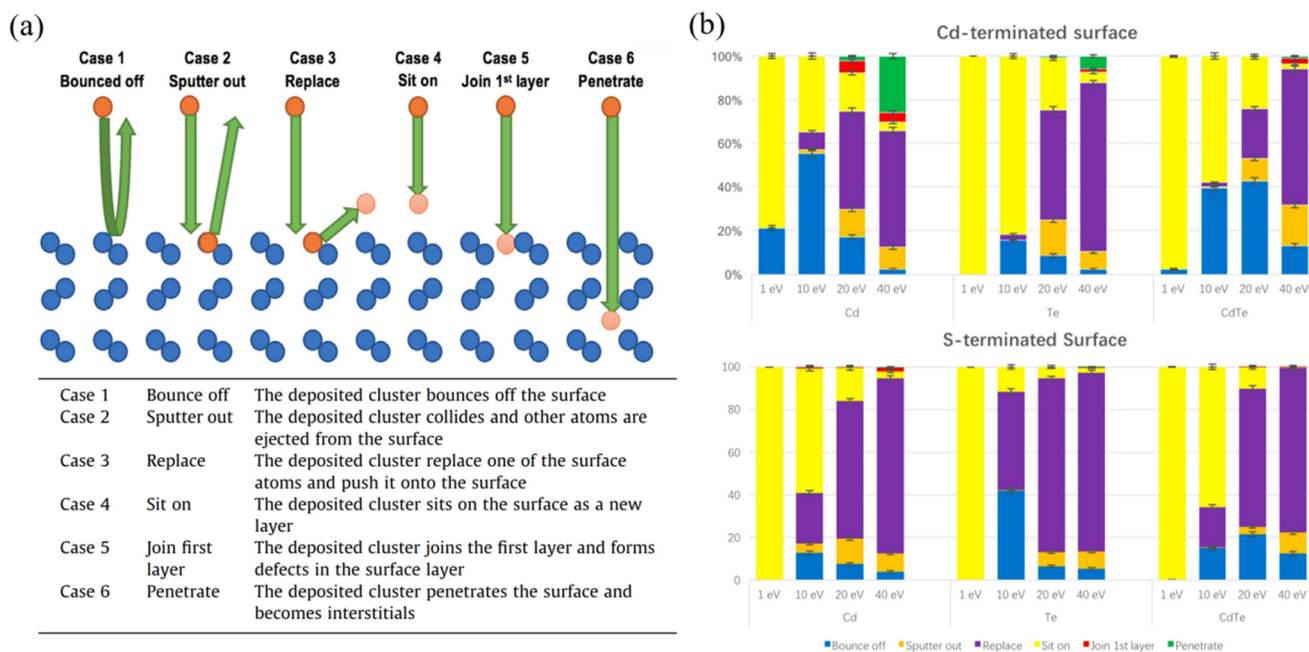 (a)
Case 1
Bounced off
Case 2
Sputter out
Case 3
Replace
Case 4
Sit on
Case 5
Join 1st layer
Case 6
Penetrate
Case 1 Bounce off The deposited cluster bounces off the surface
Case 2 Sputter out The deposited cluster collides and other atoms are
ejected from the surface
Case 3 Replace The deposited cluster replace one of the surface
atoms and push it onto the surface
Case 4 Sit on The deposited cluster sits on the surface as a new
layer
Case 5 Join first The deposited cluster joins the first layer and forms
layer defects in the surface layer
Case 6 Penetrate The deposited cluster penetrates the surface and
becomes interstitials
(b)
Cd-terminated surface
100%
80%
60%
40%
20%
0%
1 eV 10 eV 20 eV 40 eV 1 eV 10 eV 20 eV 40 eV 1 eV 10 eV 20 eV 40 eV
Cd Te CdTe
S-terminated Surface
100
80
60
40
20
0
1 eV 10 eV 20 eV 40 eV 1 eV 10 eV 20 eV 40 eV 1 eV 10 eV 20 eV 40 eV
Cd Te CdTe
Bounce off Sputter out Replace Sit on Join 1st layer Penetrate